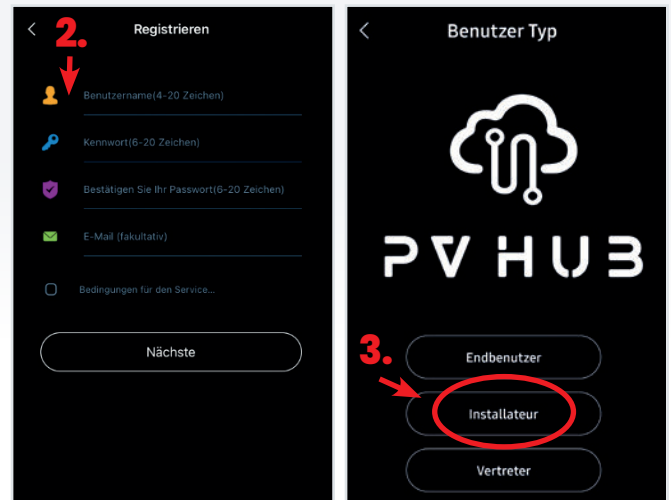 2.
Registrieren
Benutzername(4-20 Zeichen)
Kennwort(6-20 Zeichen)
Bestätigen Sie Ihr Passwort(6-20 Zeichen)
E-Mail (fakultativ)
Bedingungen für den Service...
Nächste
Benutzer Typ
PV HUB
3.
Endbenutzer
Installateur
Vertreter